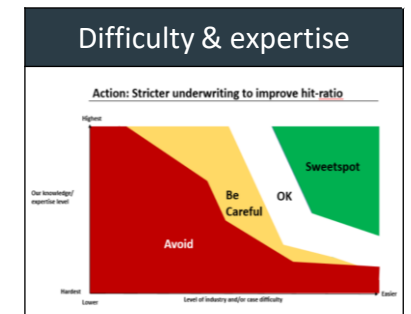 Difficulty & expertise
Action: Stricter underwriting to improve hit-ratio
Highest
Our knowledge/
expertise level
Sweetspot
Be
Careful
OK
Avoid
Hardest
Lower
Level of industry and/or case difficulty
Easier